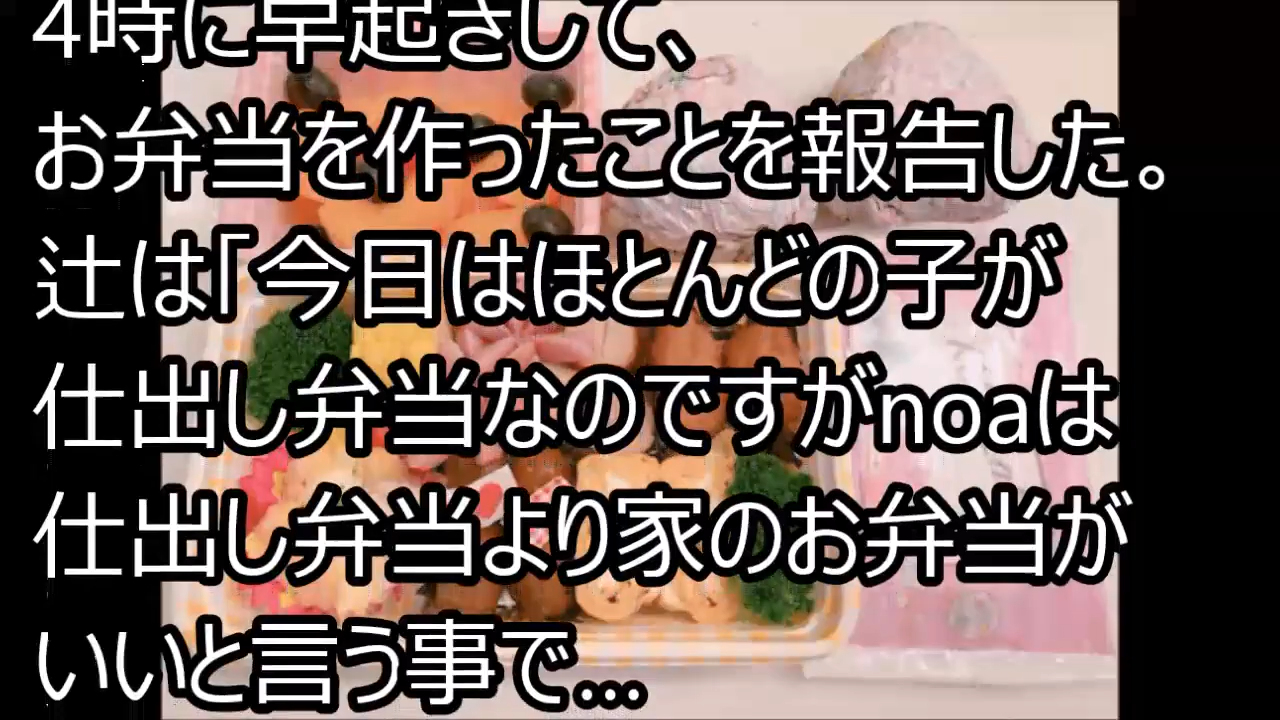 4時に早起きして、
お弁当を作ったことを報告した。
辻は「今日はほとんどの子が
仕出し弁当なのですがnoaは
仕出し弁当より家のお弁当が
いいと言う事で...